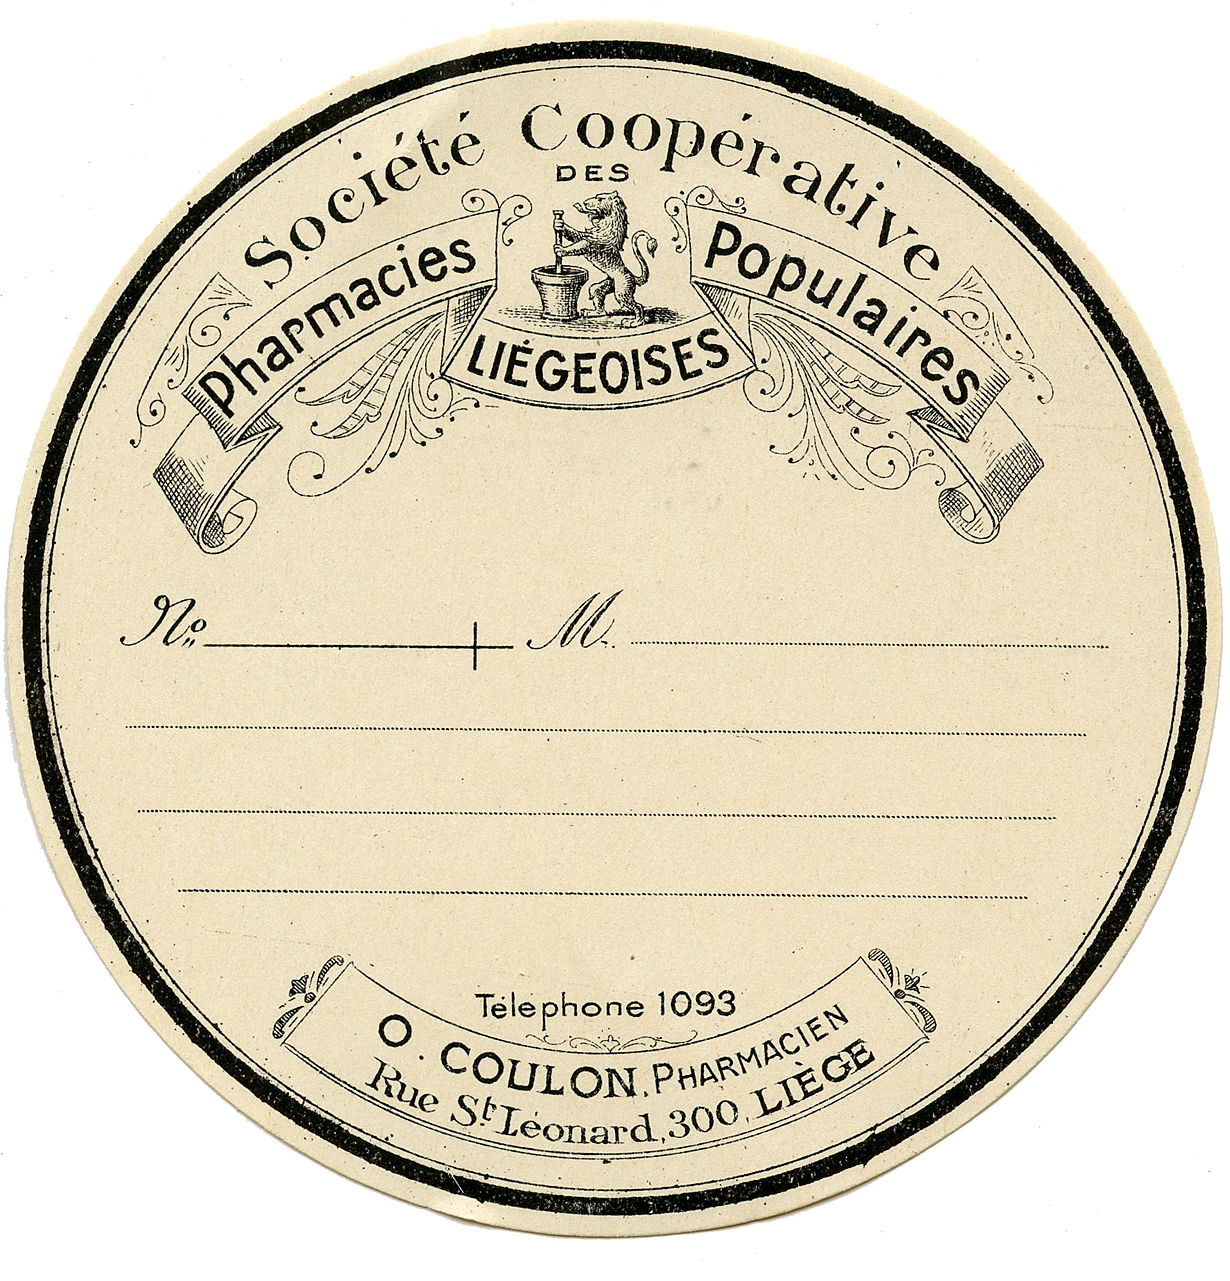 Société Coopérative
DES
Pharmacies Populaires
LIÉGEOISES
No M.
Téléphone 1093
O. COULON, PHARMACIEN
Rue St Léonard, 300, LIÈGE